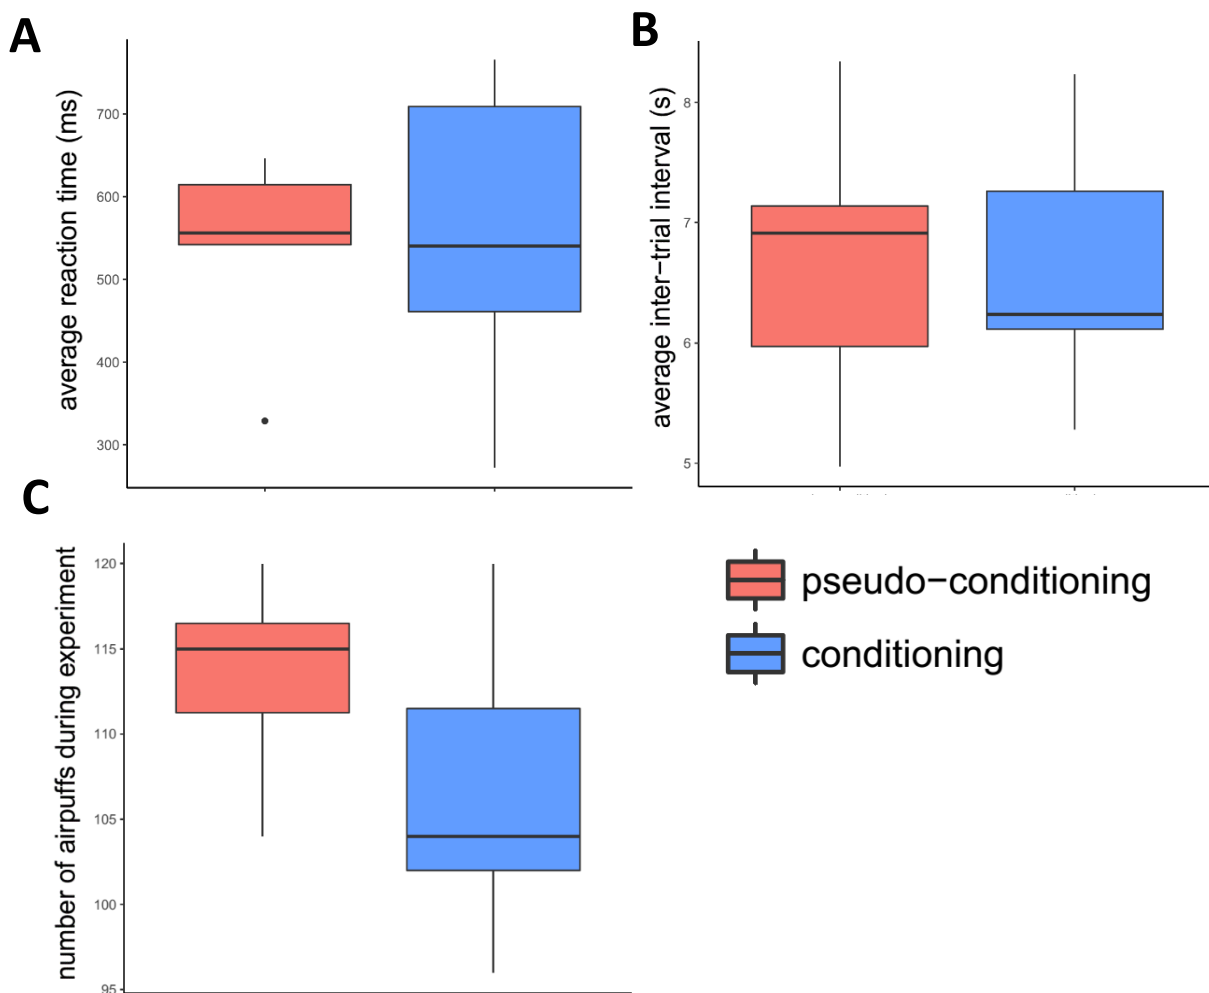 A
average reaction time (ms)
700
600
500
400
300
B
average inter−trial interval (s)
8
7
6
5
C
number of airpuffs during experiment
120
115
110
105
100
95
pseudo−conditioning
conditioning